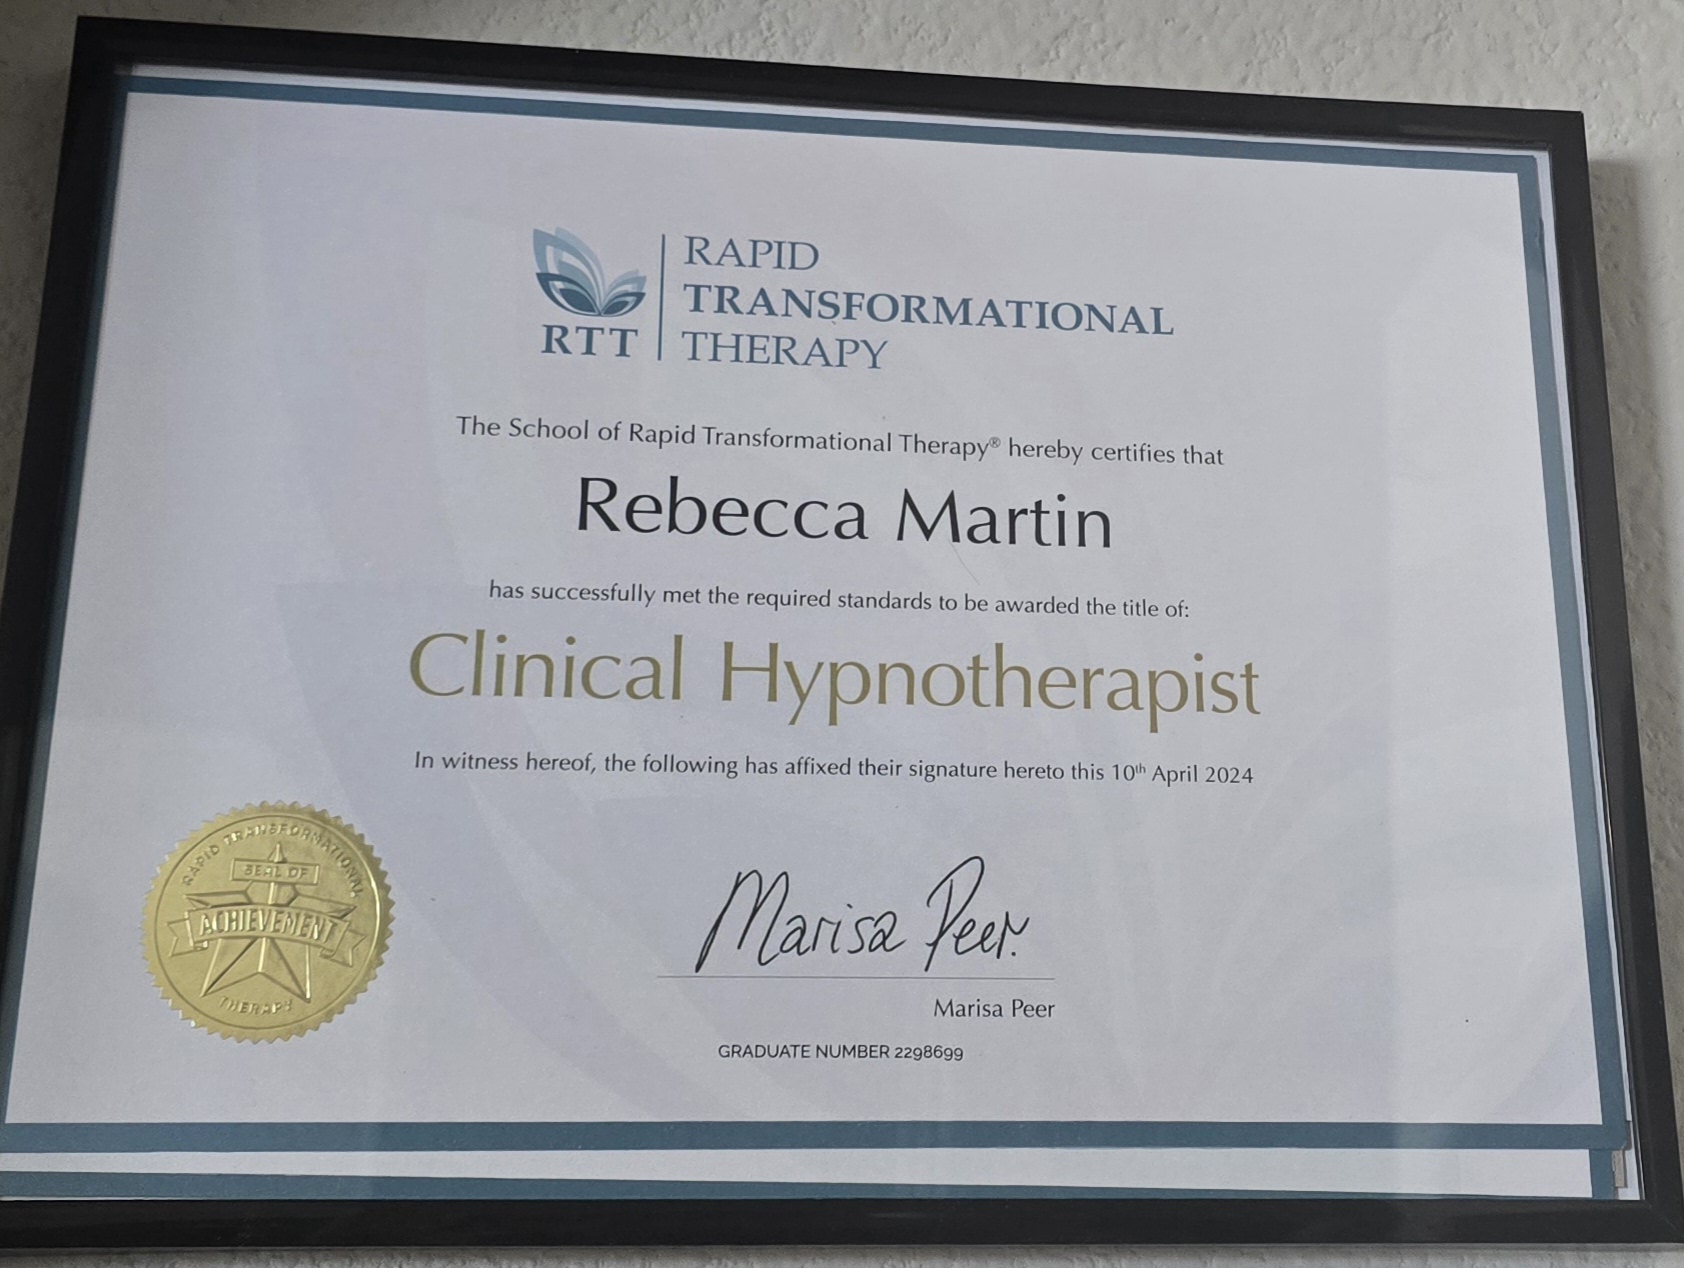 RTT
RAPID
TRANSFORMATIONAL
THERAPY
The School of Rapid Transformational Therapy® hereby certifies that
Rebecca Martin
has successfully met the required standards to be awarded the title of:
Clinical Hypnotherapist
In witness hereof, the following has affixed their signature hereto this 10th April 2024
RAPID TRANSFORMATIONAL
SEAL OF
ACHIEVEMENT
THERAPY
Marisa Peer.
Marisa Peer
GRADUATE NUMBER 2298699